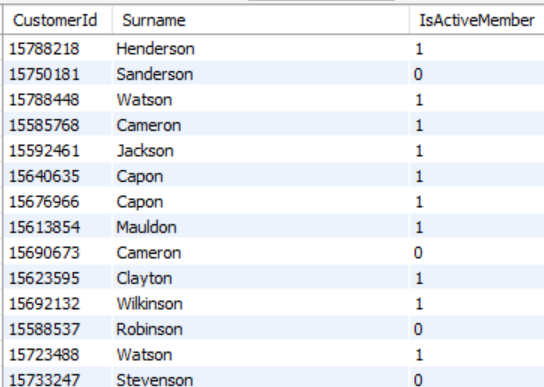 CustomerId Surname IsActiveMember
15788218 Henderson 1
15750181 Sanderson 0
15788448 Watson 1
15585768 Cameron 1
15592461 Jackson 1
15640635 Capon 1
15676966 Capon 1
15613854 Mauldon 1
15690673 Cameron 0
15623595 Clayton 1
15692132 Wilkinson 1
15588537 Robinson 0
15723488 Watson 1
15733247 Stevenson 0